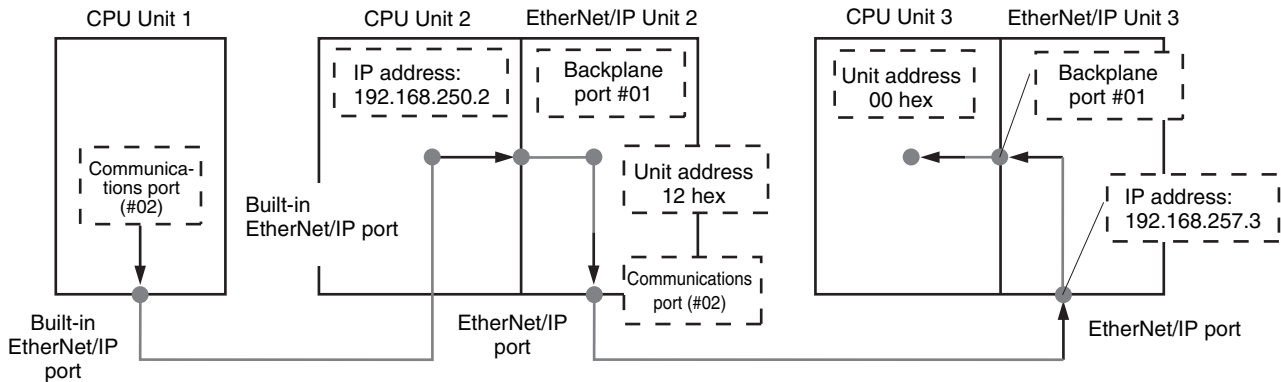 CPU Unit 1
CPU Unit 2
EtherNet/IP Unit 2
CPU Unit 3
EtherNet/IP Unit 3
IP address:
192.168.250.2
Backplane
port #01
Unit address
00 hex
Backplane
port #01
Communica-
tions port
(#02)
Built-in
EtherNet/IP port
Unit address
12 hex
IP address:
192.168.257.3
Communications
port (#02)
Built-in
EtherNet/IP
port
EtherNet/IP
port
EtherNet/IP port